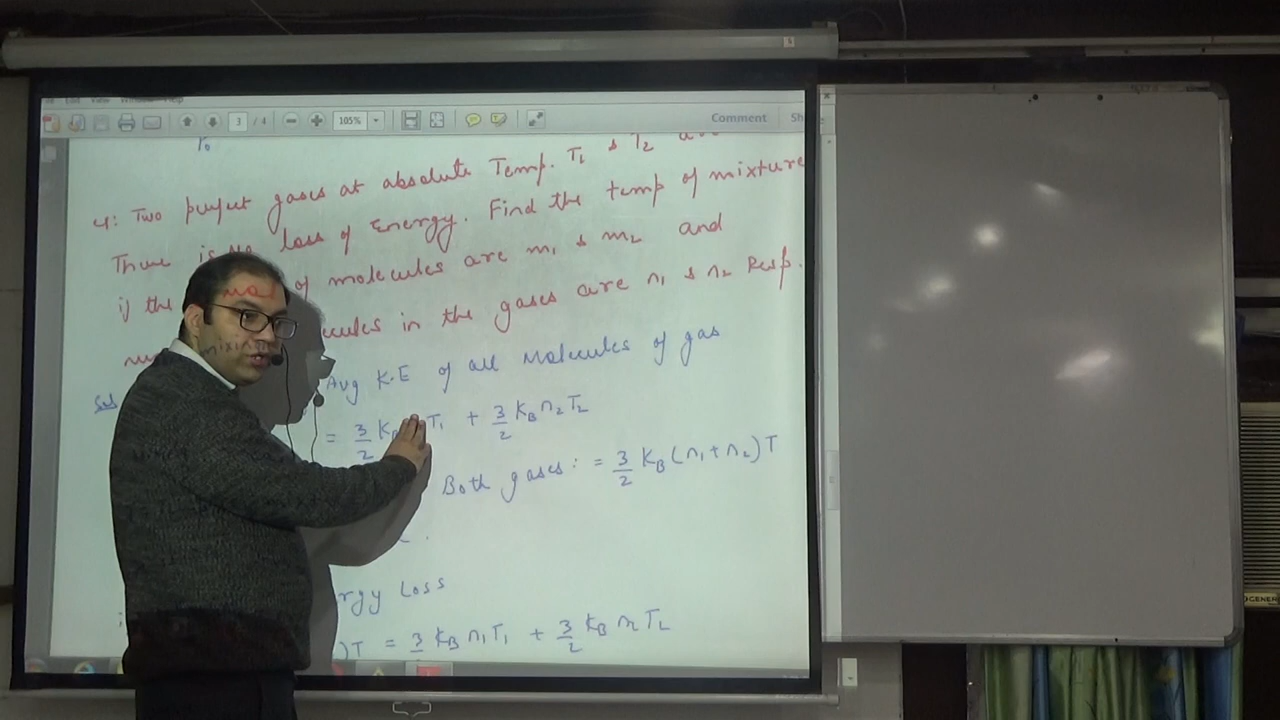 3 / 4
105%
Comment
r₀
4: Two perfect gases at absolute Temp. T₁ & T₂ are
There is no loss of Energy. Find the temp of mixture
if the of molecules are m₁ & m₂ and
in the gases are n₁ & n₂ Resp.
Sol
Avg K.E of all Molecules of gas
= 3/2 K T₁ + 3/2 K_B n₂ T₂
Both gases: = 3/2 K_B (n₁+n₂) T
rgy Loss
)T = 3/2 K_B n₁ T₁ + 3/2 K_B n₂ T₂